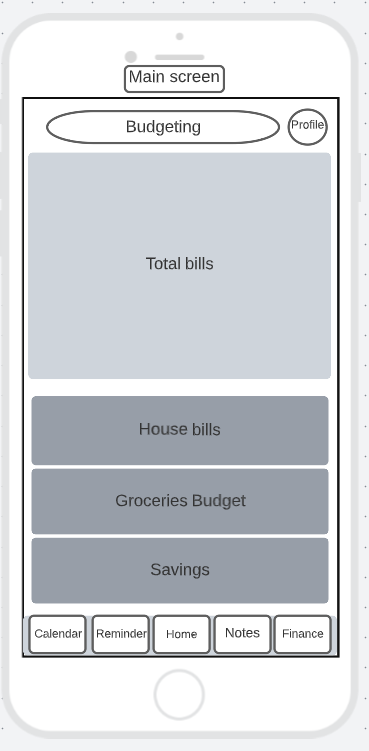 Main screen
Budgeting
Profile
Total bills
House bills
Groceries Budget
Savings
Calendar
Reminder
Home
Notes
Finance